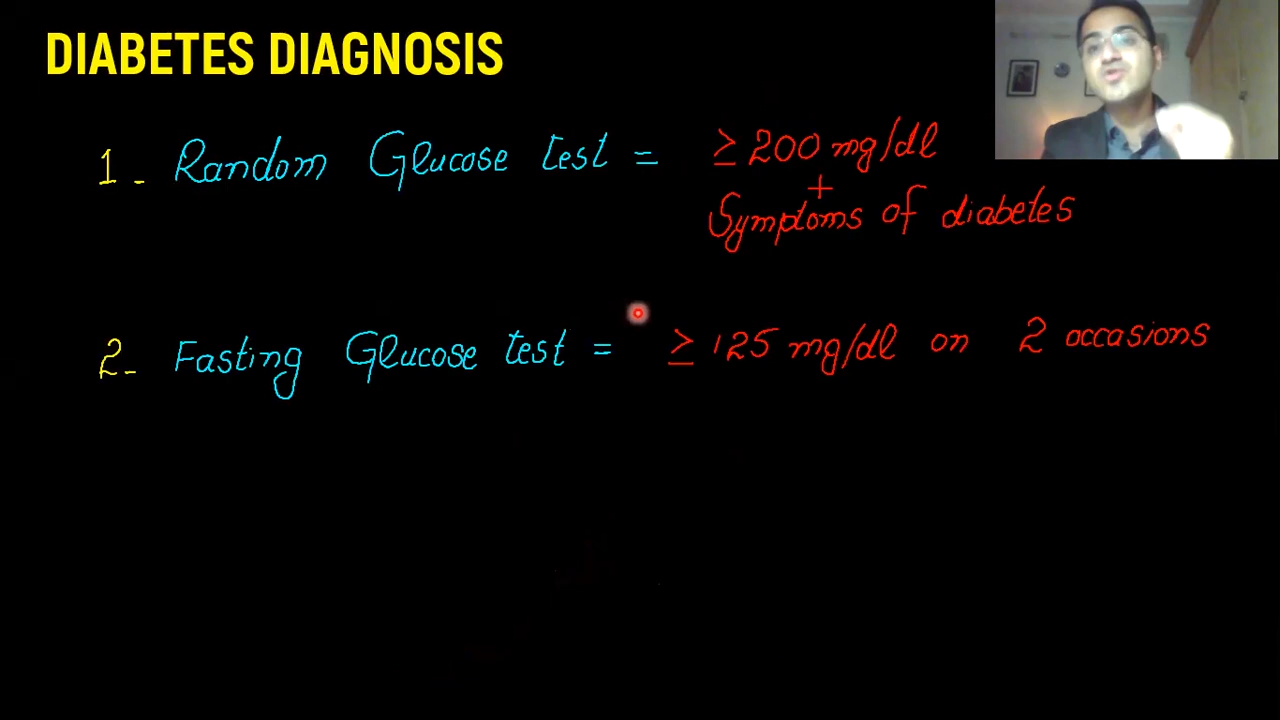 DIABETES DIAGNOSIS
1- Random Glucose test = ≥200 mg/dl
+
Symptoms of diabetes
2- Fasting Glucose test = ≥125 mg/dl on 2 occasions